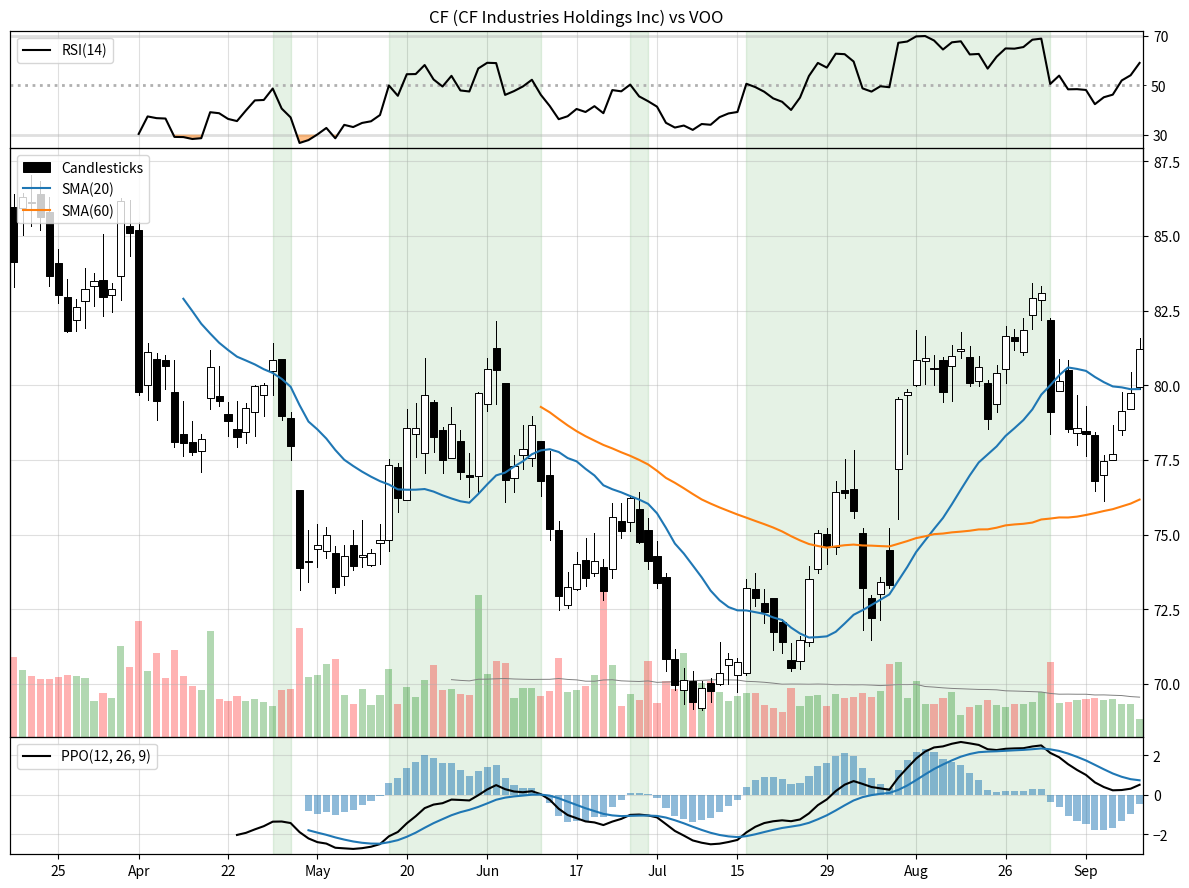 CF (CF Industries Holdings Inc) vs VOO
RSI(14)
70
50
30
Candlesticks
SMA(20)
SMA(60)
87.5
85.0
82.5
80.0
77.5
75.0
72.5
70.0
PPO(12, 26, 9)
2
0
−2
25 Apr 22 May 20 Jun 17 Jul 15 29 Aug 26 Sep